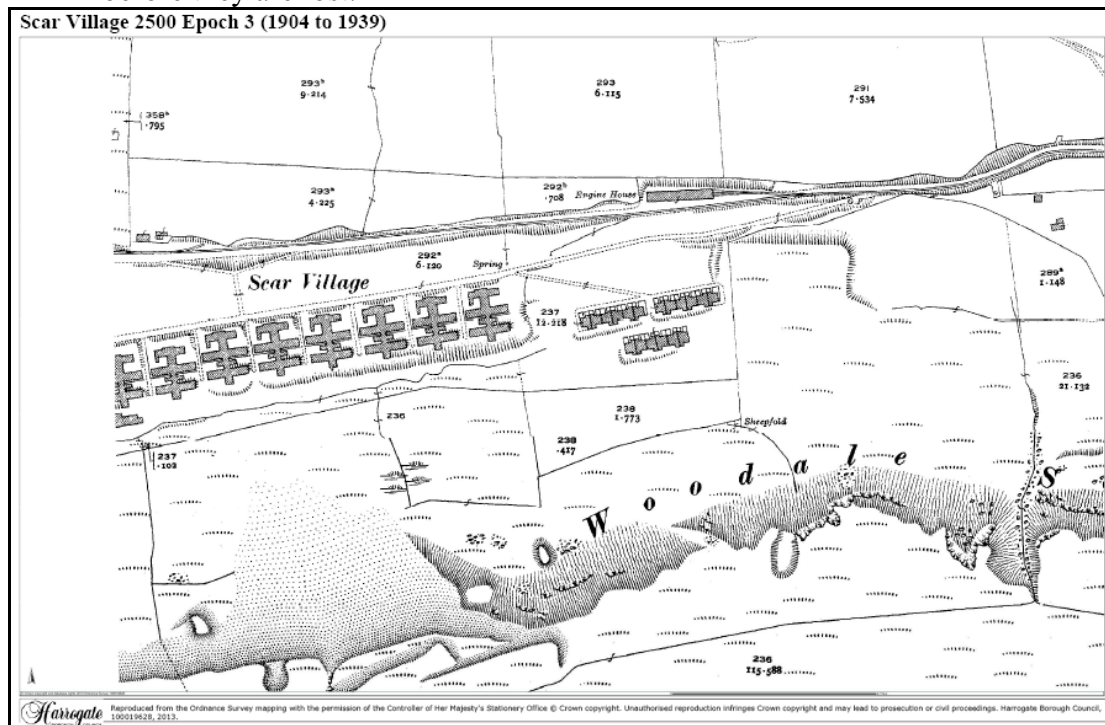 Scar Village 2500 Epoch 3 (1904 to 1939)
293ᵇ
9·214
293
6·115
291
7·534
358ᵃ
·795
293ᵃ
4·225
292ᵇ
·708
Engine House
292ᵃ
6·120
Spring
Scar Village
237
12·218
289ᵃ
1·148
236
21·132
236
238
1·773
238
·417
Sheepfold
237
·102
Woodale S
236
115·588
Harrogate
Reproduced from the Ordnance Survey mapping with the permission of the Controller of Her Majesty's Stationery Office © Crown copyright. Unauthorised reproduction infringes Crown copyright and may lead to prosecution or civil proceedings. Harrogate Borough Council,
100019628, 2013.